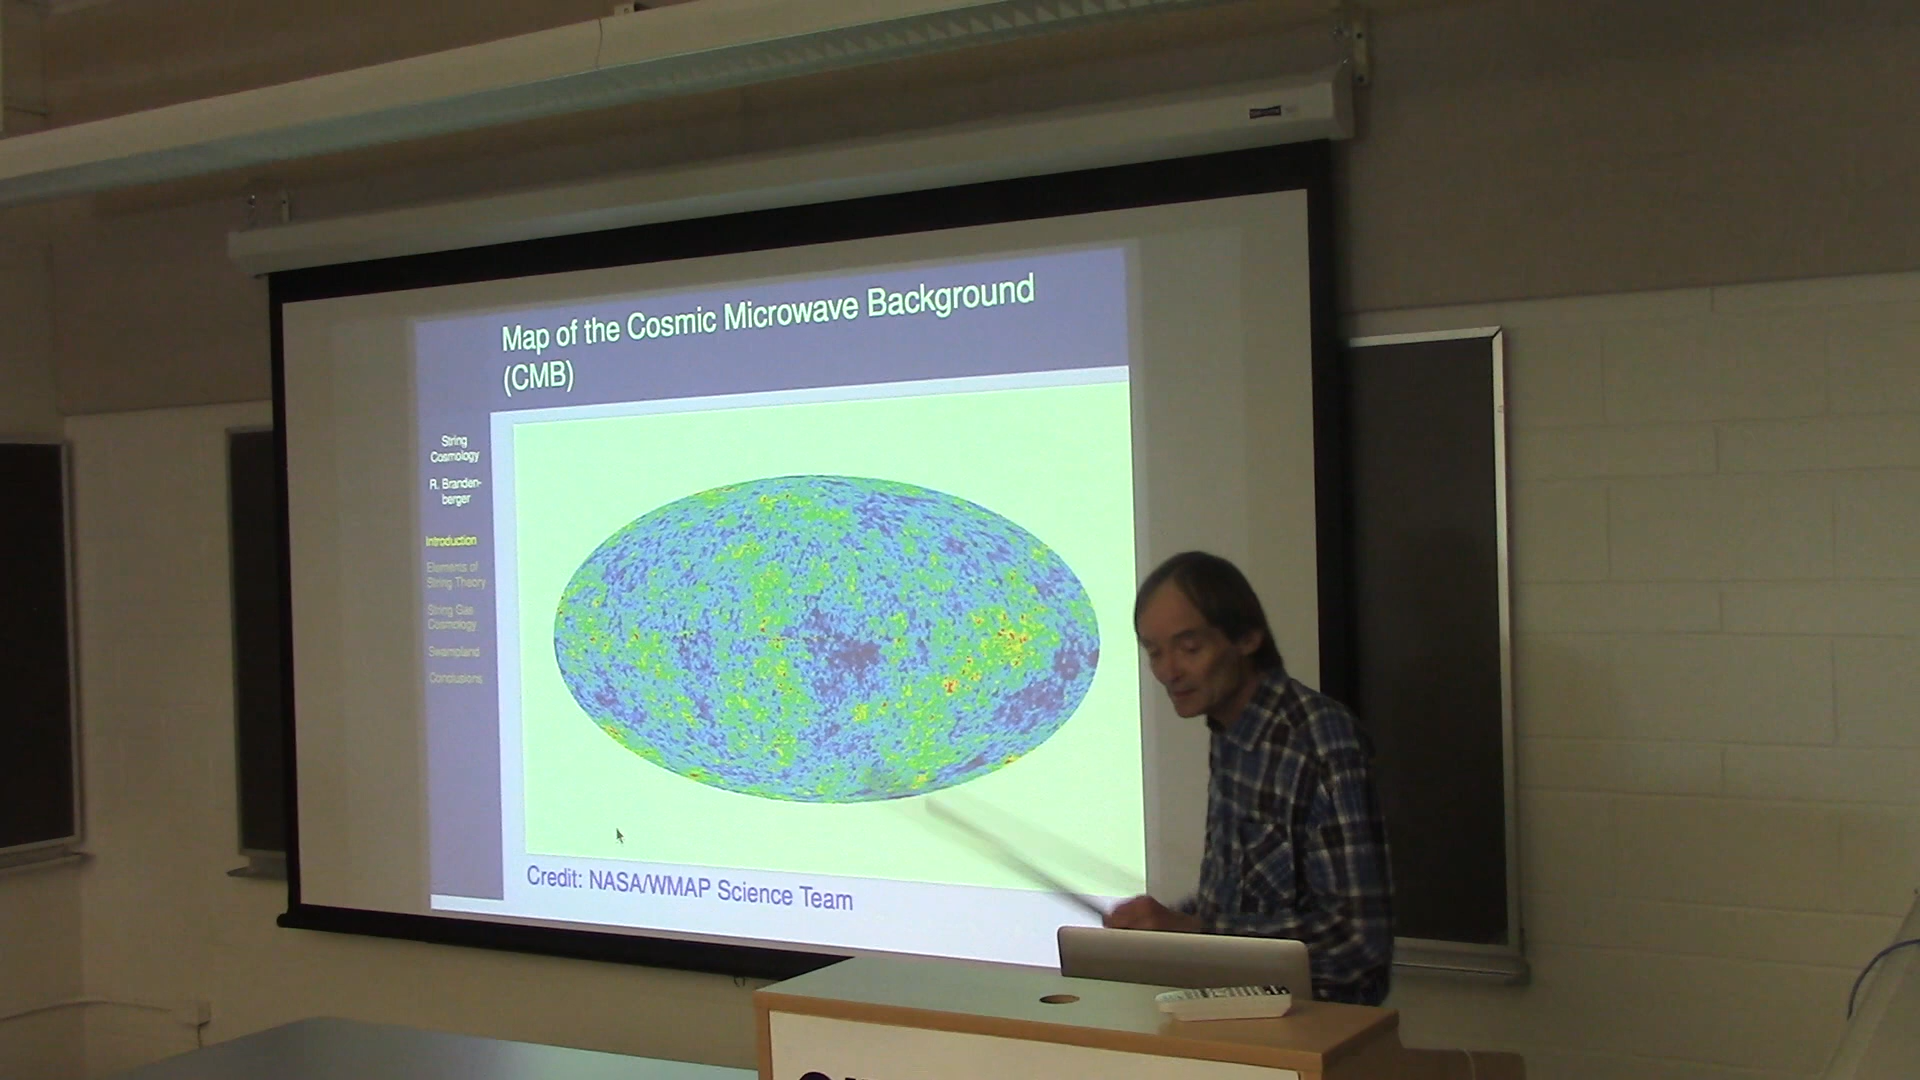 Map of the Cosmic Microwave Background
(CMB)
String
Cosmology
R. Branden-
berger
Introduction
Elements of
String Theory
String Gas
Cosmology
Swampland
Conclusions
Credit: NASA/WMAP Science Team